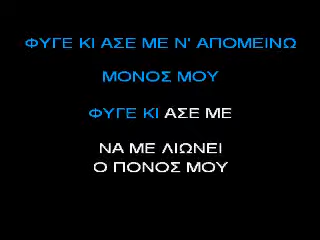 ΦΥΓΕ ΚΙ ΑΣΕ ΜΕ Ν' ΑΠΟΜΕΙΝΩ
ΜΟΝΟΣ ΜΟΥ
ΦΥΓΕ ΚΙ ΑΣΕ ΜΕ
ΝΑ ΜΕ ΛΙΩΝΕΙ
Ο ΠΟΝΟΣ ΜΟΥ